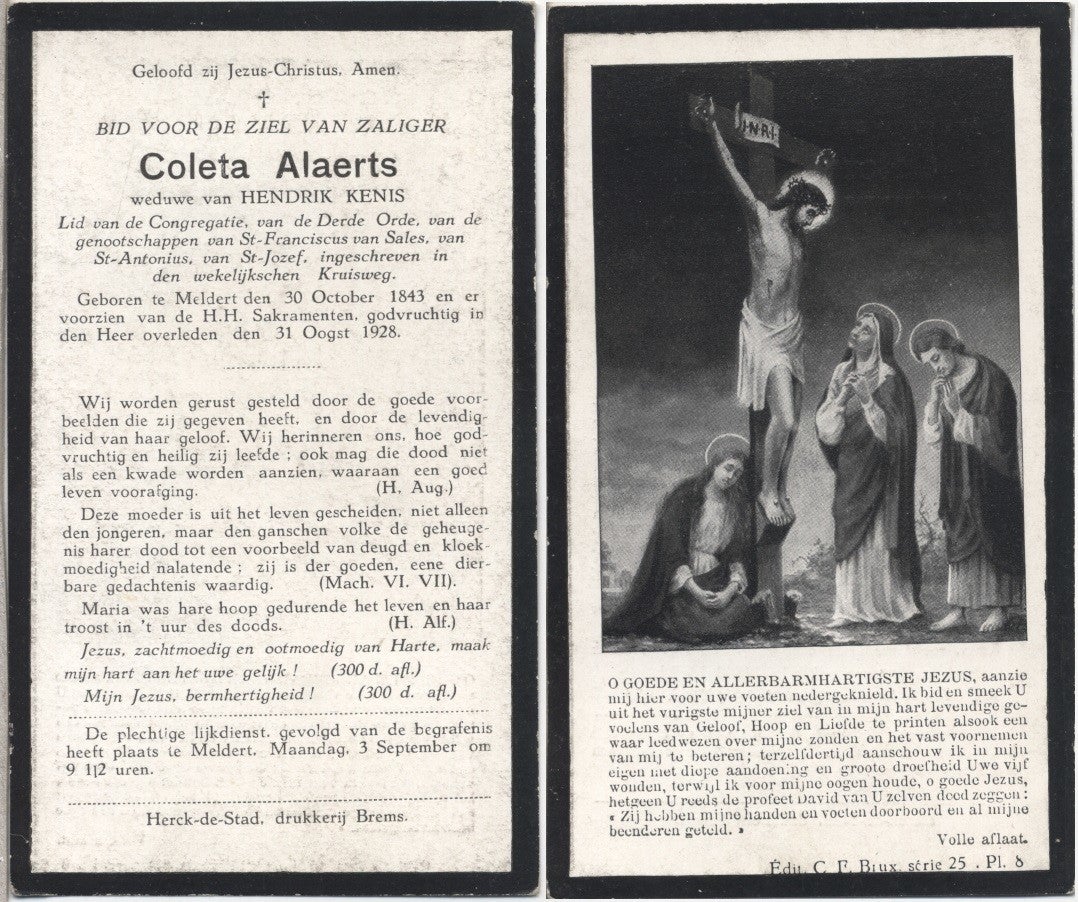 Geloofd zij Jezus-Christus, Amen.
†
BID VOOR DE ZIEL VAN ZALIGER
Coleta Alaerts
weduwe van HENDRIK KENIS
Lid van de Congregatie, van de Derde Orde, van de
genootschappen van St-Franciscus van Sales, van
St-Antonius, van St-Jozef, ingeschreven in
den wekelijkschen Kruisweg.
Geboren te Meldert den 30 October 1843 en er
voorzien van de H.H. Sakramenten, godvruchtig in
den Heer overleden den 31 Oogst 1928.
Wij worden gerust gesteld door de goede voor-
beelden die zij gegeven heeft, en door de levendig-
heid van haar geloof. Wij herinneren ons, hoe god-
vruchtig en heilig zij leefde ; ook mag die dood niet
als een kwade worden aanzien, waaraan een goed
leven voorafging. (H. Aug.)
Deze moeder is uit het leven gescheiden, niet alleen
den jongeren, maar den ganschen volke de geheuge-
nis harer dood tot een voorbeeld van deugd en kloek-
moedigheid nalatende ; zij is der goeden, eene dier-
bare gedachtenis waardig. (Mach. VI. VII).
Maria was hare hoop gedurende het leven en haar
troost in 't uur des doods. (H. Alf.)
Jezus, zachtmoedig en ootmoedig van Harte, maak
mijn hart aan het uwe gelijk ! (300 d. afl.)
Mijn Jezus, bermhertigheid ! (300 d. afl.)
De plechtige lijkdienst, gevolgd van de begrafenis
heeft plaats te Meldert, Maandag, 3 September om
9 1|2 uren.
Herck-de-Stad, drukkerij Brems.
INRI
O GOEDE EN ALLERBARMHARTIGSTE JEZUS, aanzie
mij hier voor uwe voeten nedergeknield. Ik bid en smeek U
uit het vurigste mijner ziel van in mijn hart levendige ge-
voelens van Geloof, Hoop en Liefde te printen alsook een
waar leedwezen over mijne zonden en het vast voornemen
van mij te beteren ; terzelfdertijd aanschouw ik in mijn
eigen met diepe aandoening en groote droefheid Uwe vijf
wonden, terwijl ik voor mijne oogen houde, o goede Jezus,
hetgeen U reeds de profeet David van U zelven deed zeggen :
« Zij hebben mijne handen en voeten doorboord en al mijne
beenderen geteld. »
Volle aflaat.
Édit. C. F. Brux. série 25 . Pl. 8